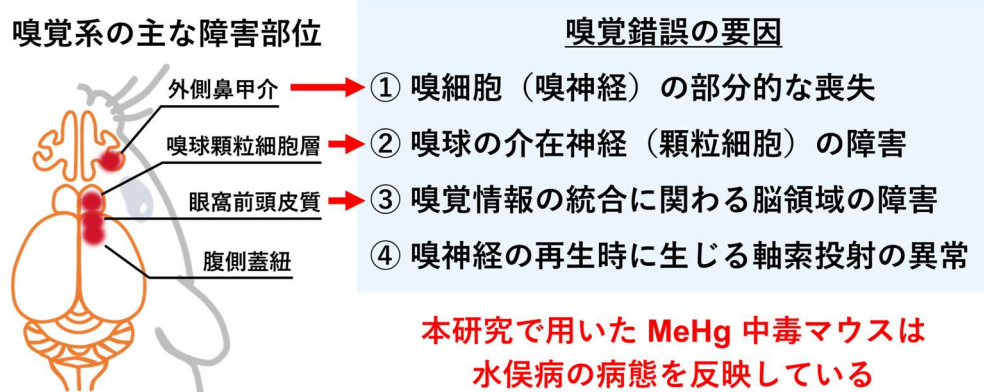 嗅覚系の主な障害部位
外側鼻甲介
嗅球顆粒細胞層
眼窩前頭皮質
腹側蓋紐
嗅覚錯誤の要因
① 嗅細胞（嗅神経）の部分的な喪失
② 嗅球の介在神経（顆粒細胞）の障害
③ 嗅覚情報の統合に関わる脳領域の障害
④ 嗅神経の再生時に生じる軸索投射の異常
本研究で用いた MeHg 中毒マウスは
水俣病の病態を反映している